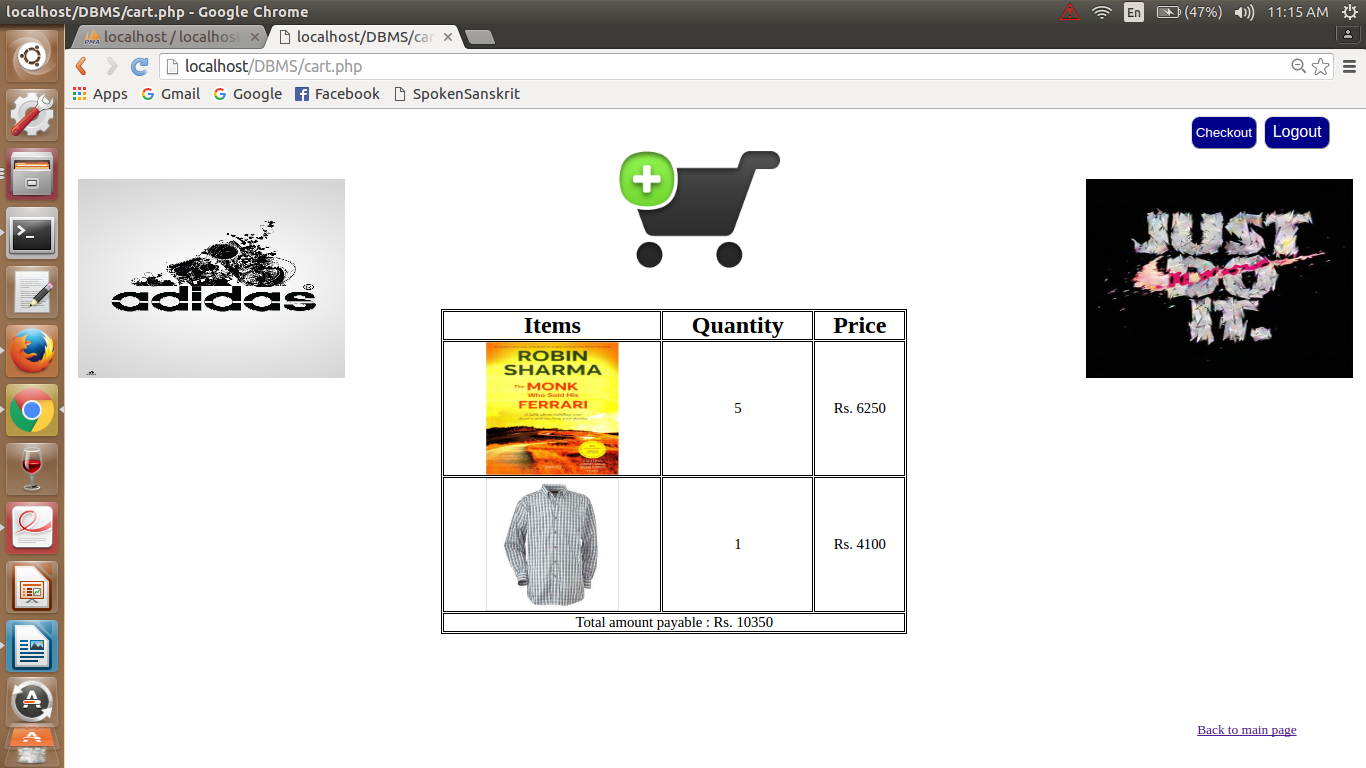 localhost/DBMS/cart.php - Google Chrome
En
(47%)
11:15 AM
PMA
localhost / localhost
localhost/DBMS/car
localhost/DBMS/cart.php
Apps
Gmail
Google
Facebook
SpokenSanskrit
Checkout
Logout
adidas
JUST
DO
IT.
Items Quantity Price
ROBIN
SHARMA
The MONK
Who Sold His
FERRARI
5
Rs. 6250
1
Rs. 4100
Total amount payable : Rs. 10350
Back to main page